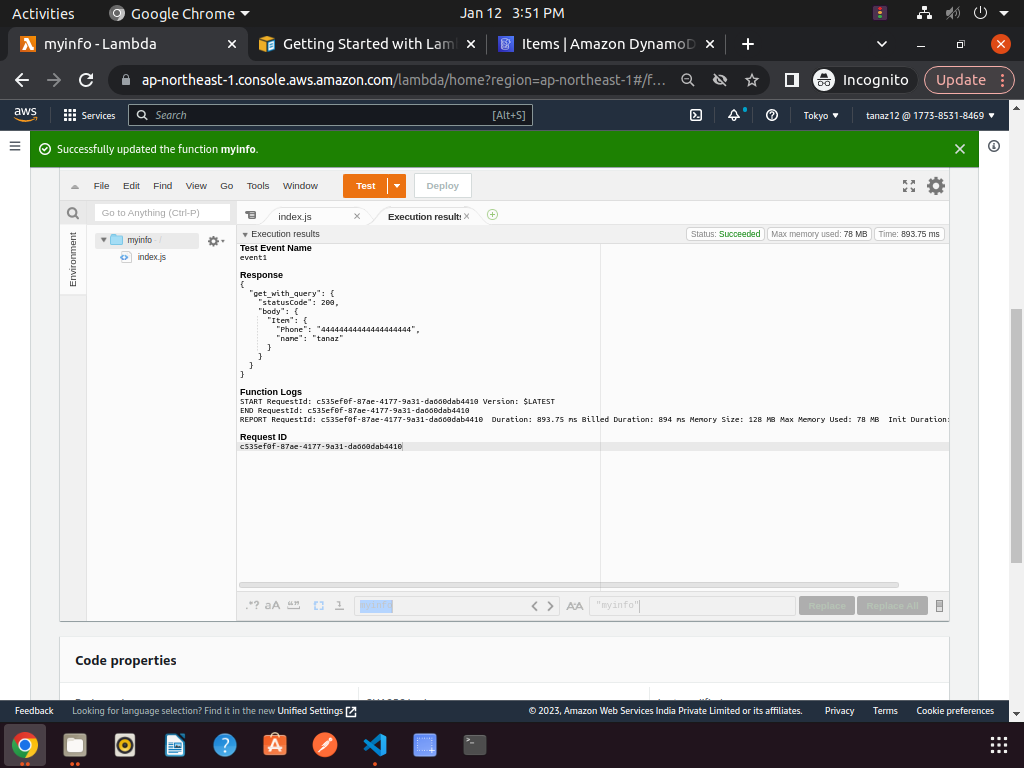 Activities
Google Chrome
Jan 12 3:51 PM
myinfo - Lambda
Getting Started with Lam
Items | Amazon DynamoD
ap-northeast-1.console.aws.amazon.com/lambda/home?region=ap-northeast-1#/f...
Incognito
Update
aws
Services
Search
[Alt+S]
Tokyo
tanaz12 @ 1773-8531-8469
Successfully updated the function myinfo.
File Edit Find View Go Tools Window
Test
Deploy
Go to Anything (Ctrl-P)
index.js
Execution results
Environment
myinfo - /
index.js
Execution results
Status: Succeeded
Max memory used: 78 MB
Time: 893.75 ms
Test Event Name
event1
Response
{
"get_with_query": {
"statusCode": 200,
"body": {
"Item": {
"Phone": "44444444444444444444",
"name": "tanaz"
}
}
}
}
Function Logs
START RequestId: c535ef0f-87ae-4177-9a31-da660dab4410 Version: $LATEST
END RequestId: c535ef0f-87ae-4177-9a31-da660dab4410
REPORT RequestId: c535ef0f-87ae-4177-9a31-da660dab4410 Duration: 893.75 ms Billed Duration: 894 ms Memory Size: 128 MB Max Memory Used: 78 MB Init Duration:
Request ID
c535ef0f-87ae-4177-9a31-da660dab4410
.*?
aA
myinfo
AA
"myinfo"
Replace
Replace All
Code properties
Feedback
Looking for language selection? Find it in the new Unified Settings
© 2023, Amazon Web Services India Private Limited or its affiliates.
Privacy
Terms
Cookie preferences